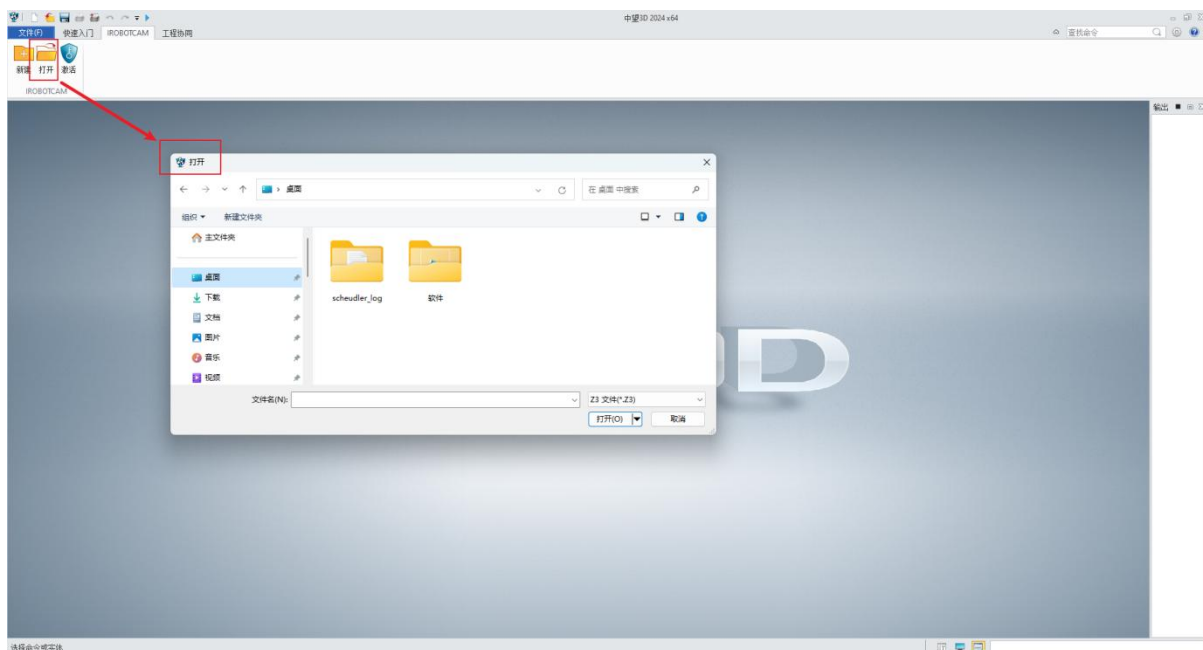 中望3D 2024 x64
文件(F) 快速入门 IROBOTCAM 工程协同
查找命令
新建 打开 激活
IROBOTCAM
输出
打开
桌面
在 桌面 中搜索
组织 新建文件夹
主文件夹
桌面
下载
文档
图片
音乐
视频
scheudler_log 软件
文件名(N): Z3 文件(*.Z3)
打开(O) 取消
3D
选择命令或实体